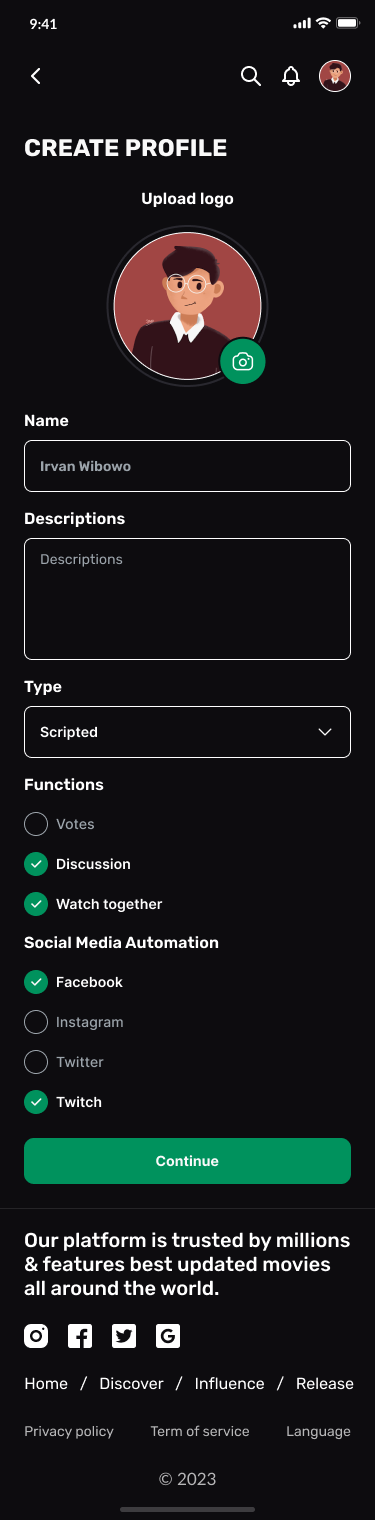 9:41
CREATE PROFILE
Upload logo
Name
Irvan Wibowo
Descriptions
Descriptions
Type
Scripted
Functions
Votes
Discussion
Watch together
Social Media Automation
Facebook
Instagram
Twitter
Twitch
Continue
Our platform is trusted by millions
& features best updated movies
all around the world.
Home / Discover / Influence / Release
Privacy policy Term of service Language
© 2023